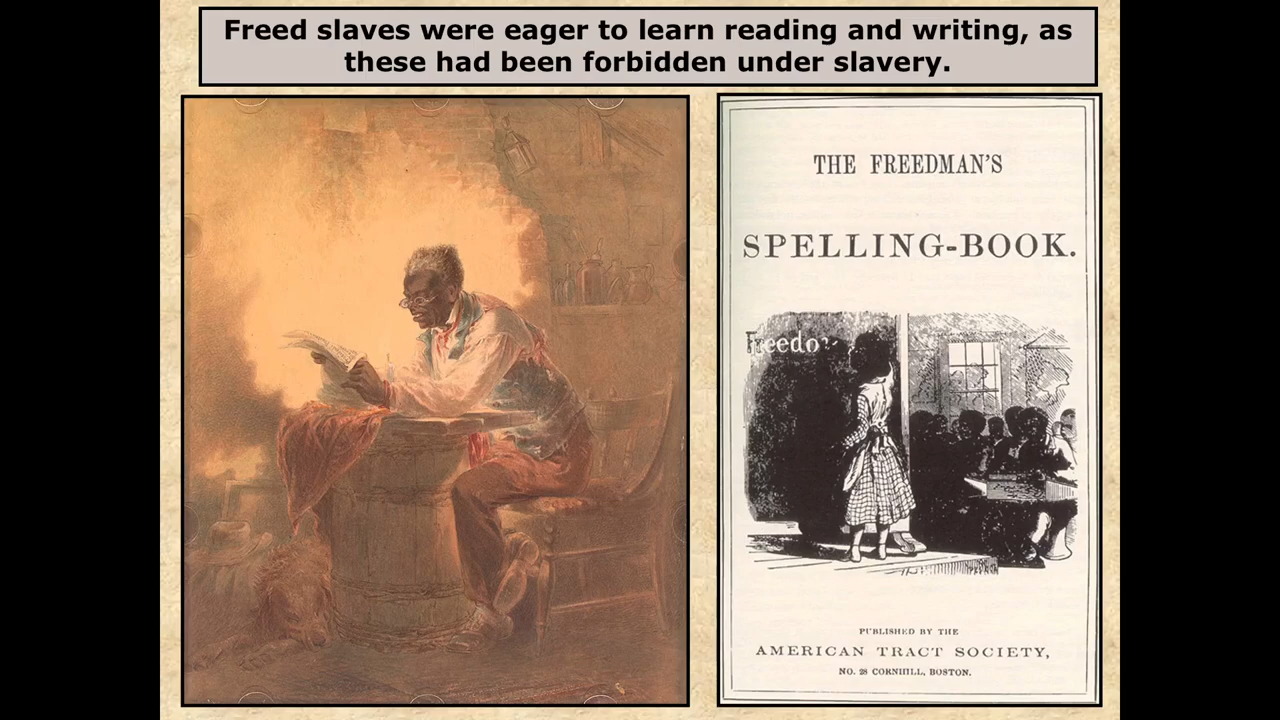 Freed slaves were eager to learn reading and writing, as
these had been forbidden under slavery.
THE FREEDMAN'S
SPELLING-BOOK.
Freedo
PUBLISHED BY THE
AMERICAN TRACT SOCIETY,
NO. 28 CORNHILL, BOSTON.